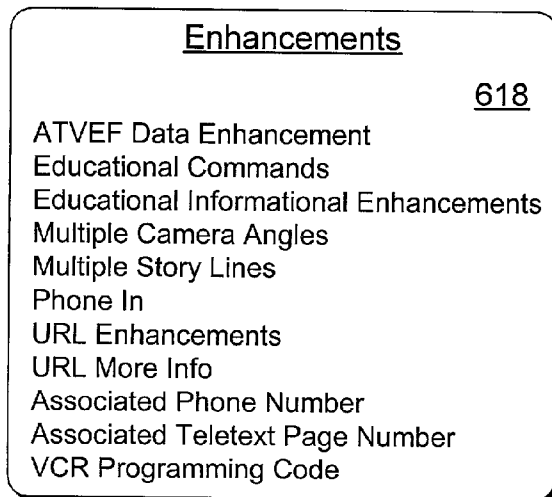 Enhancements
618
ATVEF Data Enhancement
Educational Commands
Educational Informational Enhancements
Multiple Camera Angles
Multiple Story Lines
Phone In
URL Enhancements
URL More Info
Associated Phone Number
Associated Teletext Page Number
VCR Programming Code